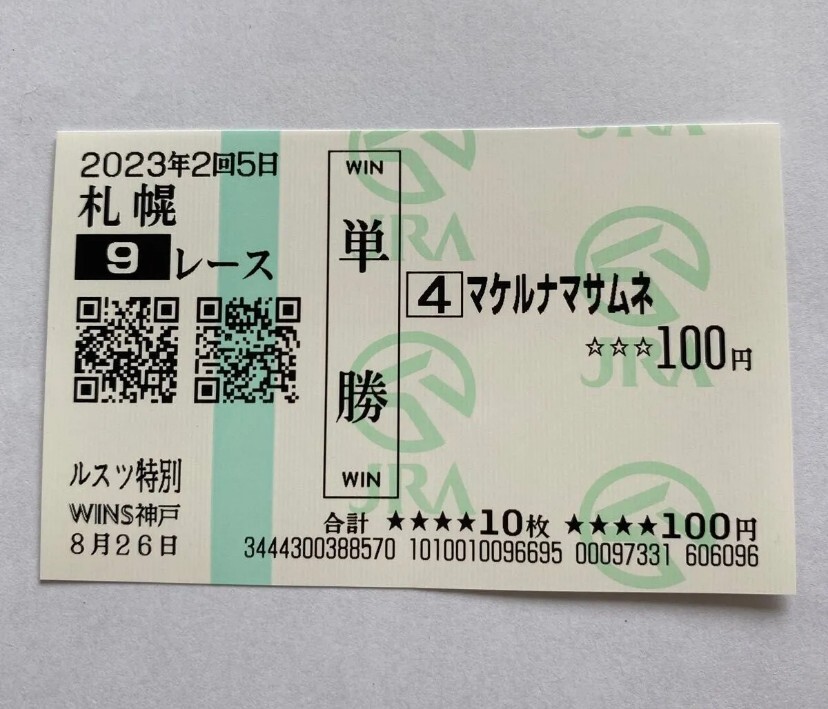 2023年2回5日
札幌
9レース
WIN
単勝
WIN
4 マケルナマサムネ
☆☆☆100円
ルスツ特別
WINS神戸
8月26日
合計 ★★★★10枚 ★★★★100円
3444300388570 1010010096695 00097331 606096
JRA
JRA
JRA
JRA